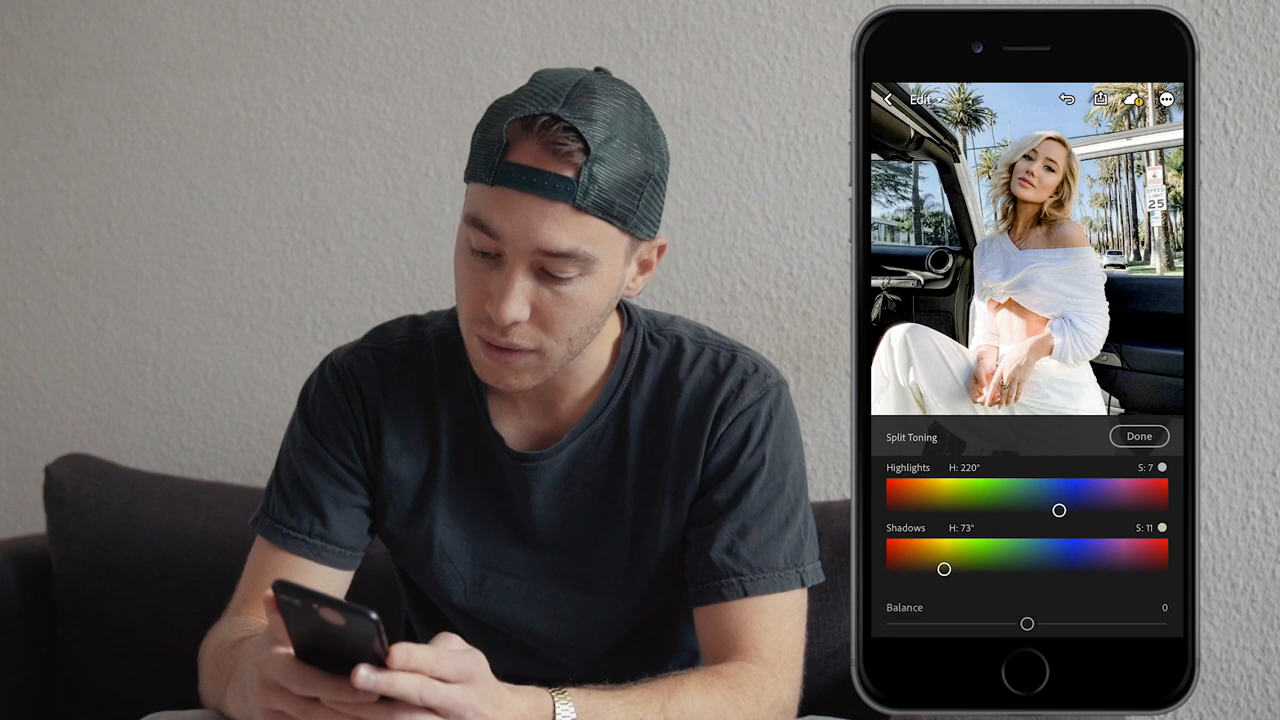 Edit
SPEED
LIMIT
25
Split Toning
Done
Highlights H: 220° S: 7
Shadows H: 73° S: 11
Balance 0